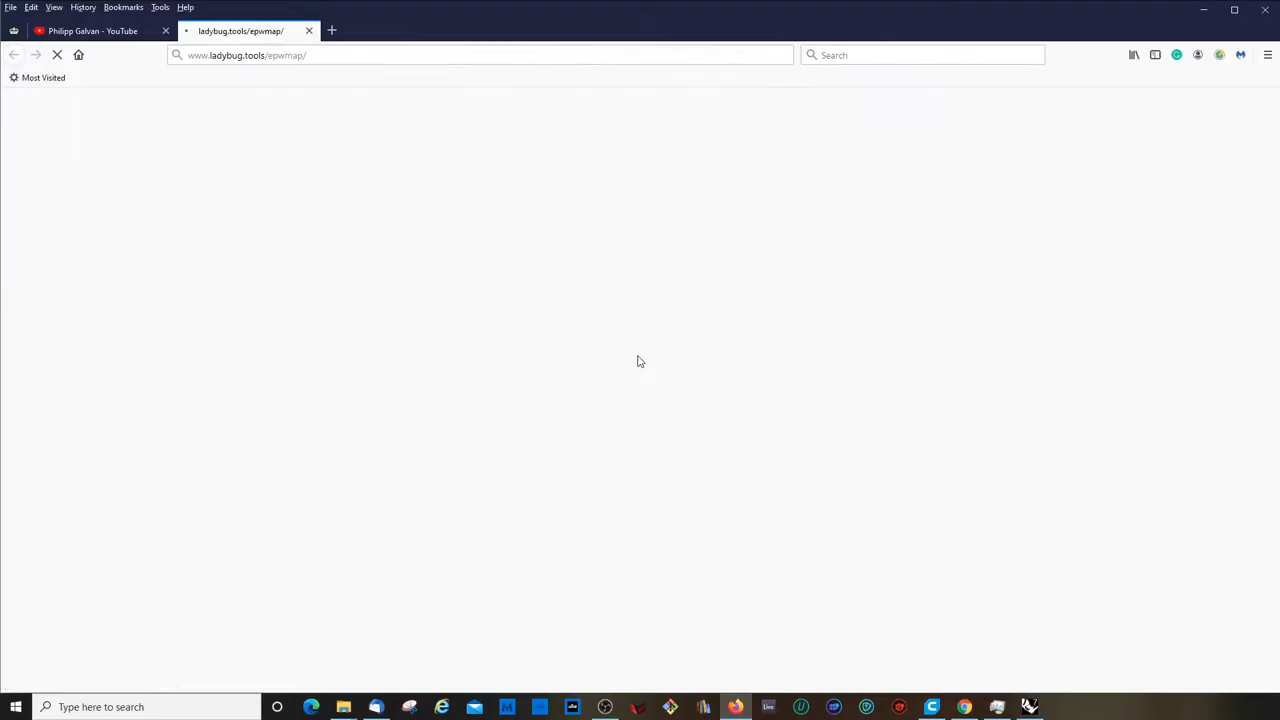 File Edit View History Bookmarks Tools Help
Philipp Galvan - YouTube ladybug.tools/epwmap/
www.ladybug.tools/epwmap/ Search
Most Visited
Type here to search Live